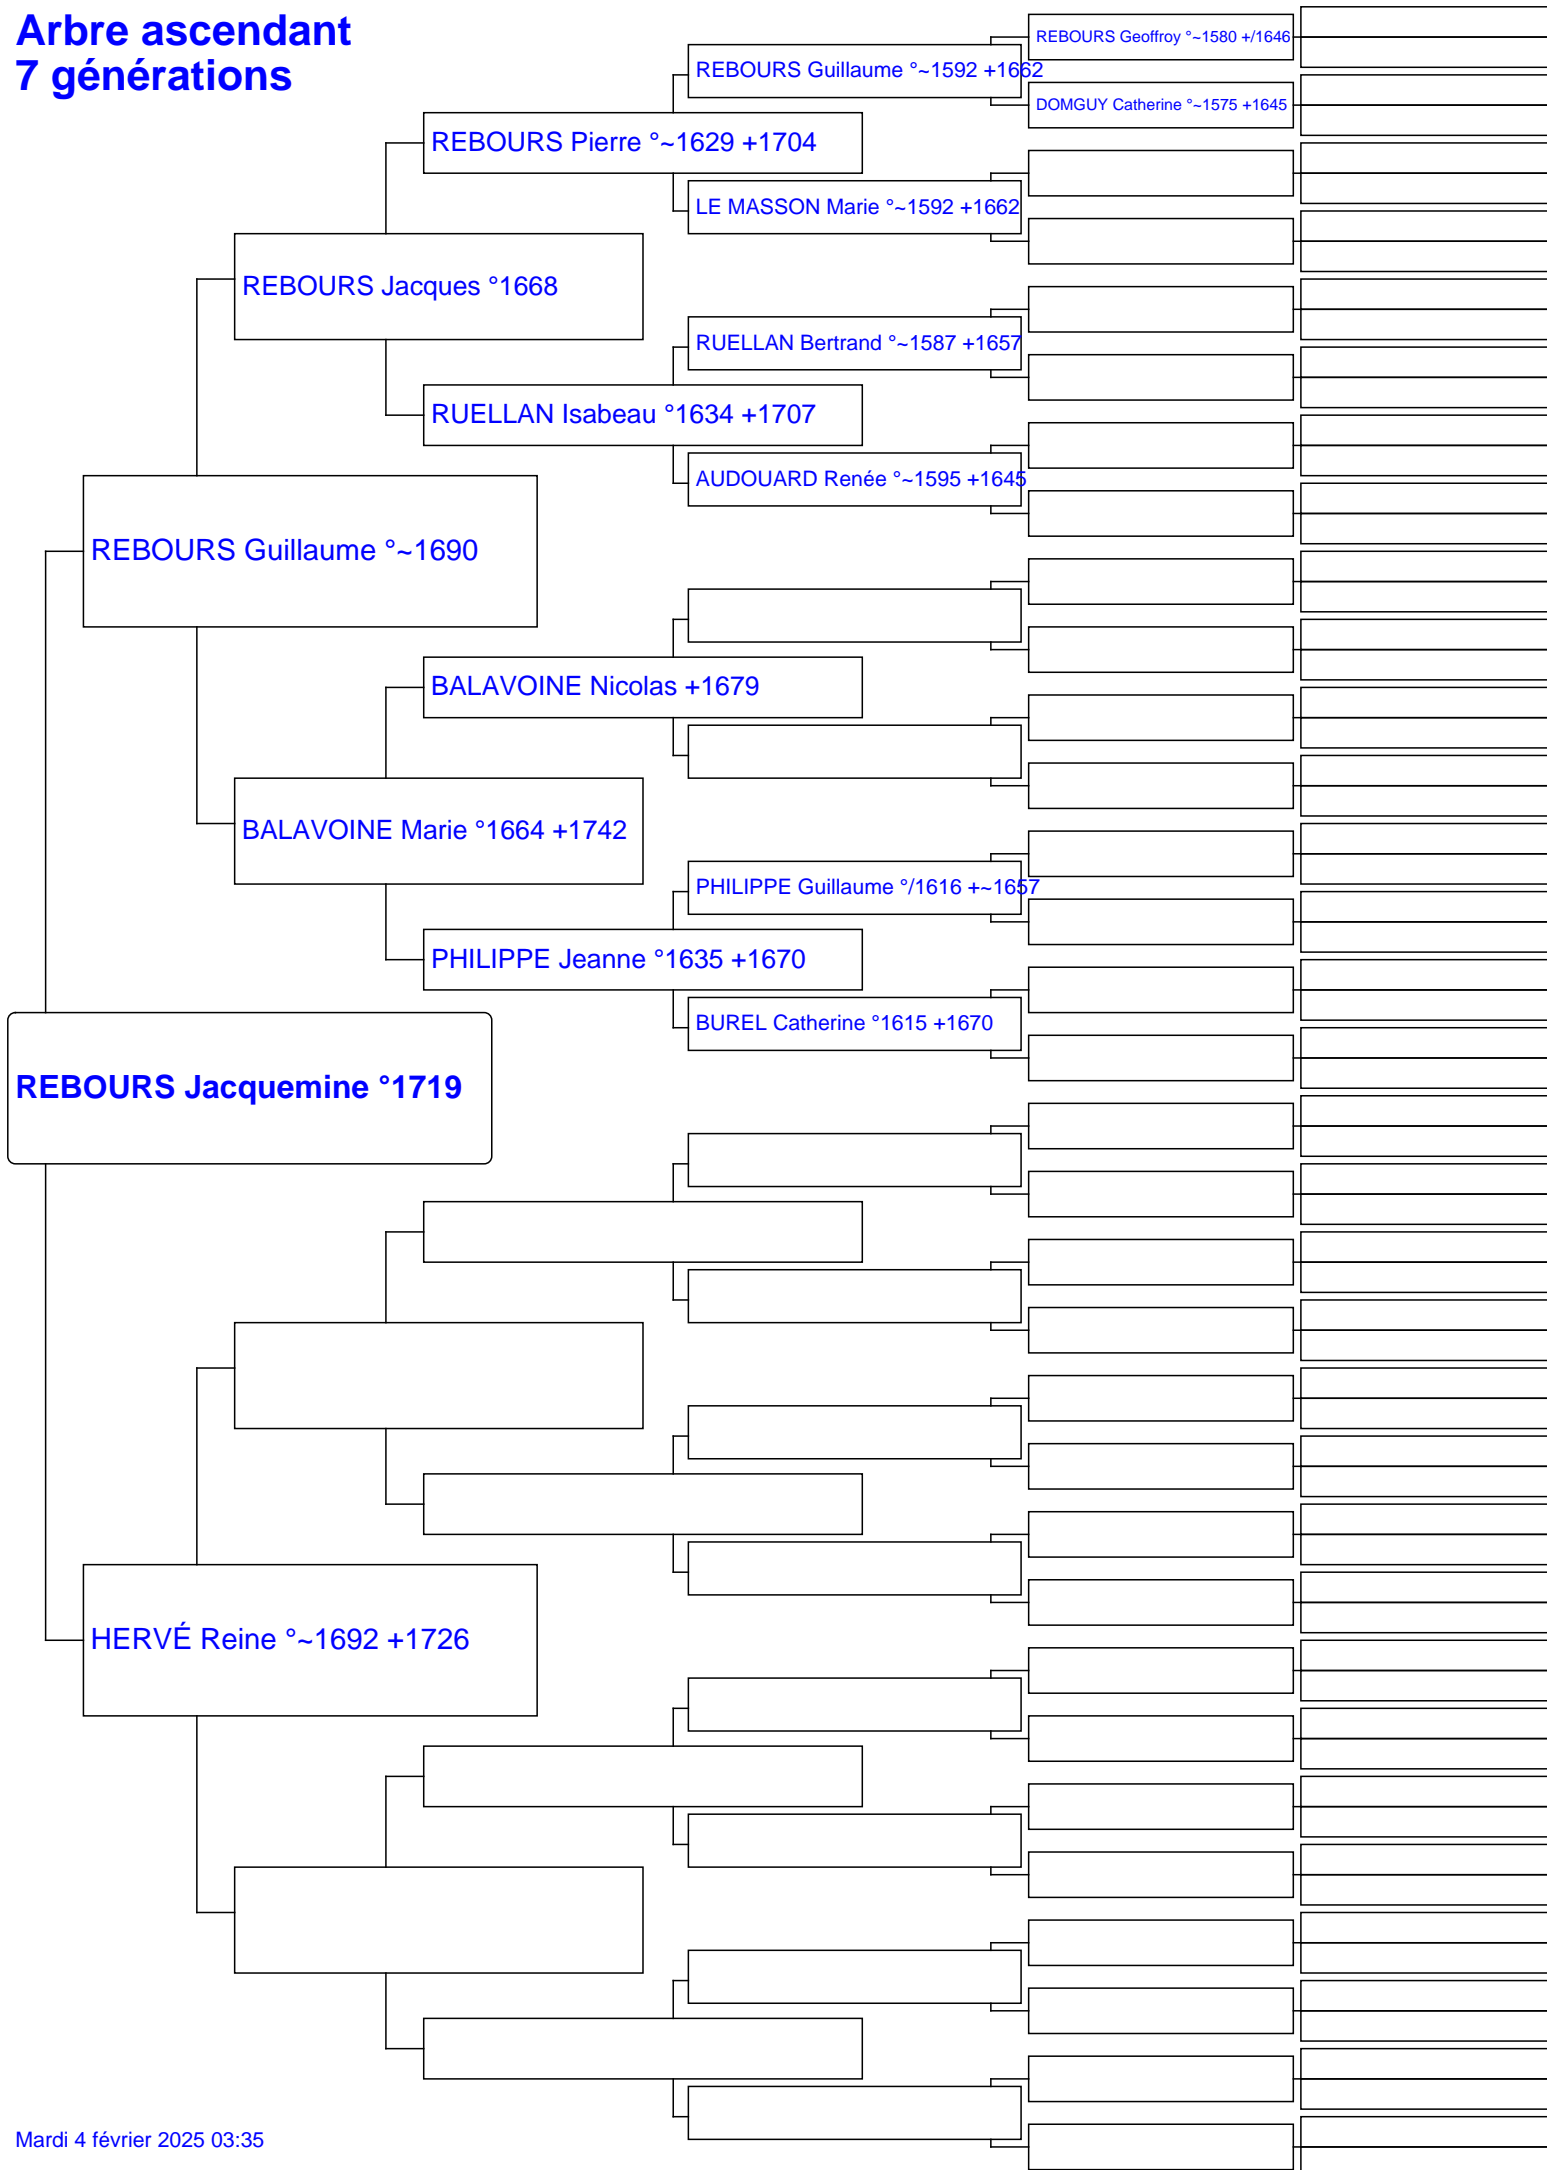 Arbre ascendant
7 générations
REBOURS Geoffroy °~1580 +/1646
REBOURS Guillaume °~1592 +1662
DOMGUY Catherine °~1575 +1645
REBOURS Pierre °~1629 +1704
LE MASSON Marie °~1592 +1662
REBOURS Jacques °1668
RUELLAN Bertrand °~1587 +1657
RUELLAN Isabeau °1634 +1707
AUDOUARD Renée °~1595 +1645
REBOURS Guillaume °~1690
BALAVOINE Nicolas +1679
BALAVOINE Marie °1664 +1742
PHILIPPE Guillaume °/1616 +~1657
PHILIPPE Jeanne °1635 +1670
BUREL Catherine °1615 +1670
REBOURS Jacquemine °1719
HERVÉ Reine °~1692 +1726
Mardi 4 février 2025 03:35